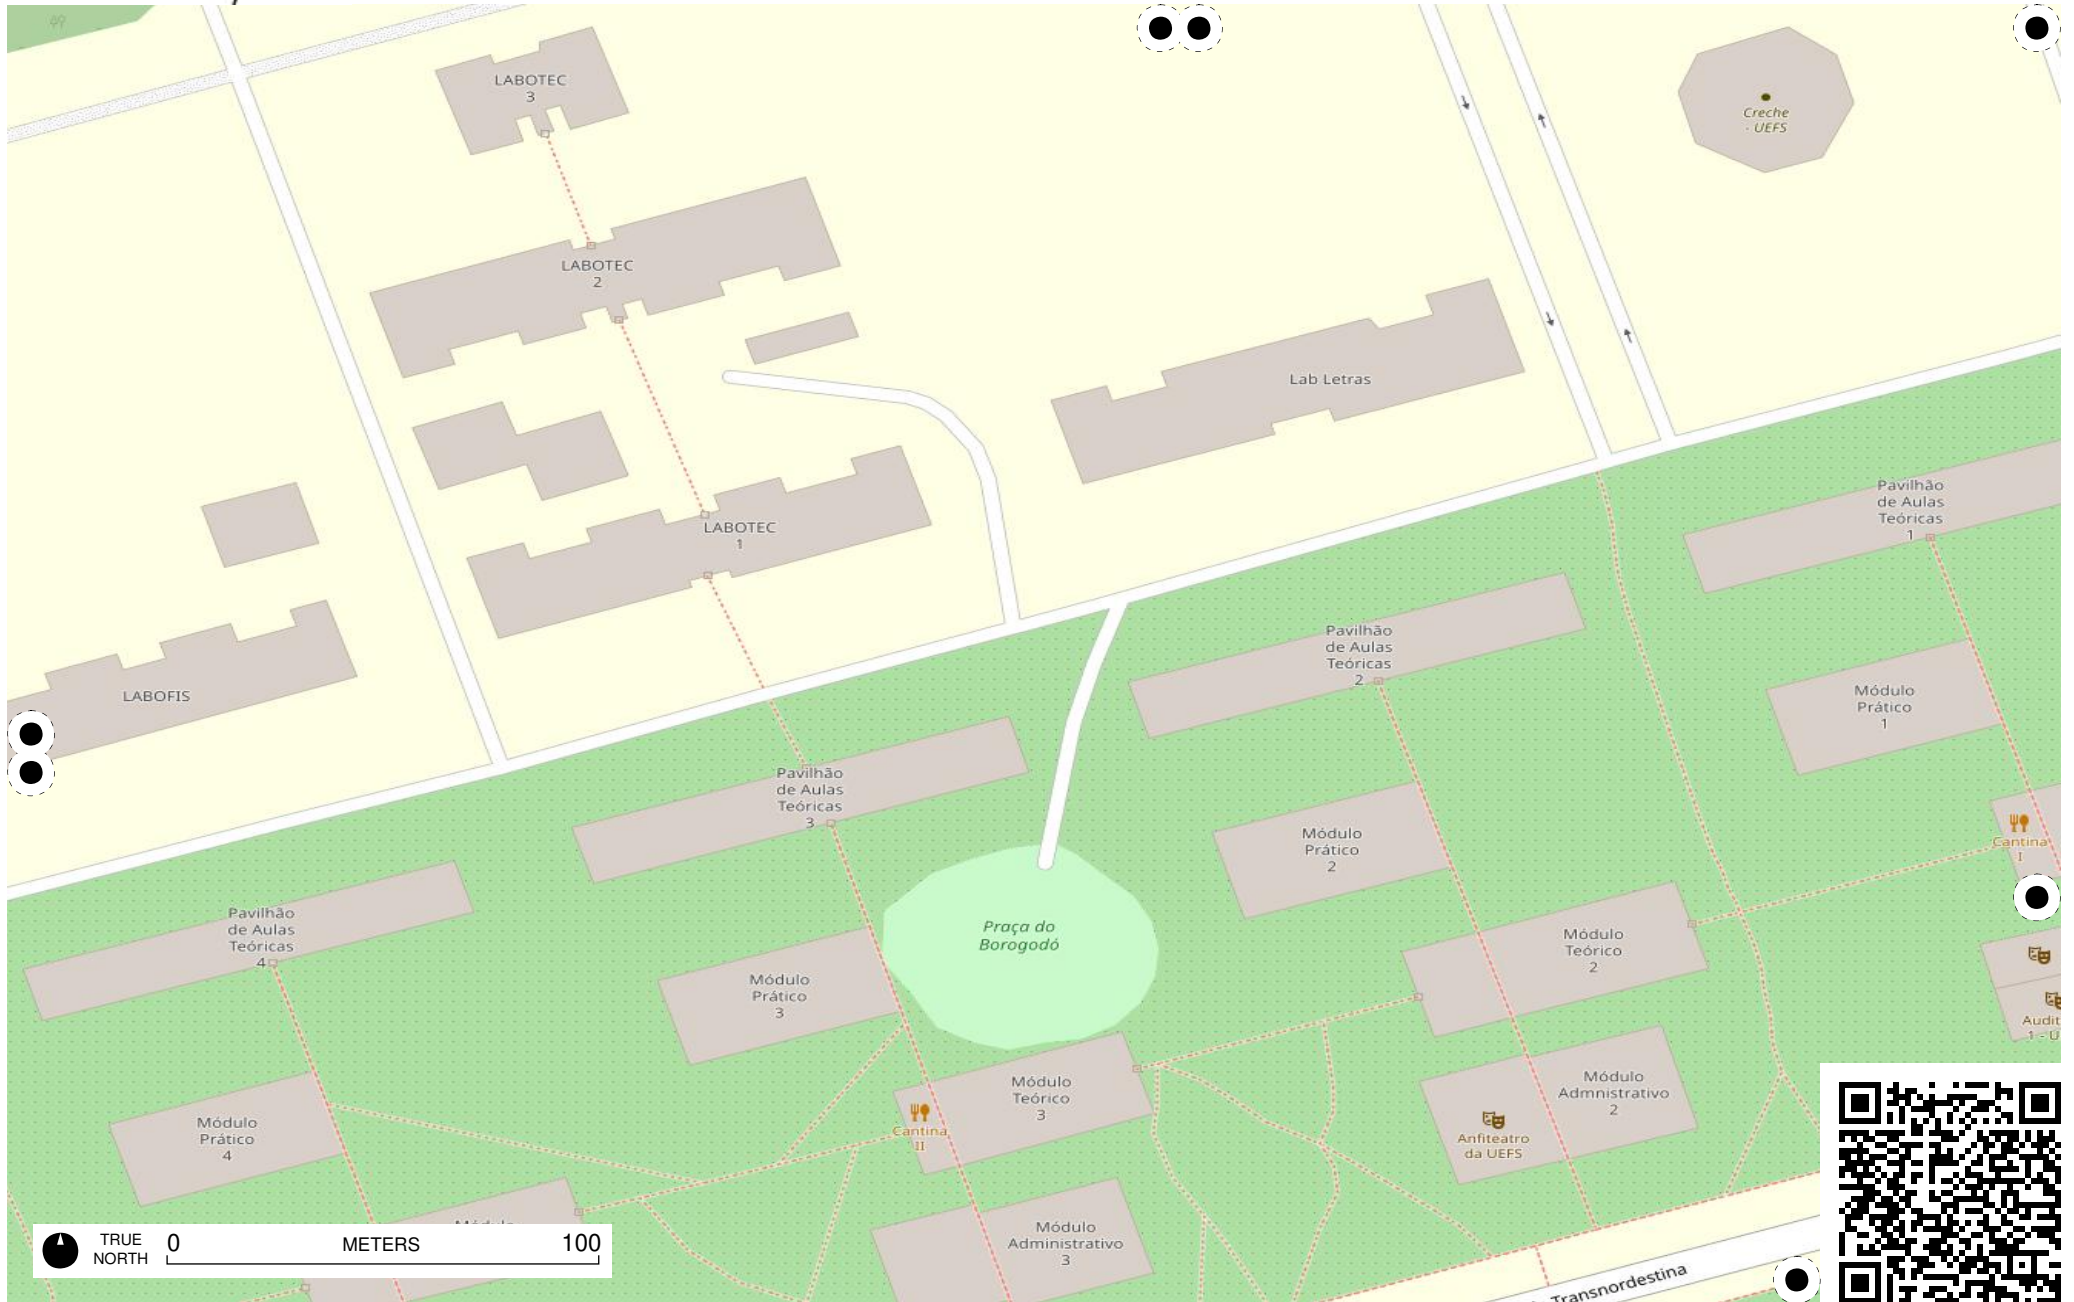 LABOTEC
3
Creche
- UEFS
LABOTEC
2
Lab Letras
LABOTEC
1
Pavilhão
de Aulas
Teóricas
1
Pavilhão
de Aulas
Teóricas
2
LABOFIS
Módulo
Prático
1
Pavilhão
de Aulas
Teóricas
3
Módulo
Prático
2
Cantina
I
Pavilhão
de Aulas
Teóricas
4
Praça do
Borogodó
Módulo
Teórico
2
Módulo
Prático
3
Audit
1 - U
Módulo
Teórico
3
Módulo
Admnistrativo
2
Cantina
II
Anfiteatro
da UEFS
Módulo
Prático
4
Módulo
Módulo
Administrativo
3
TRUE
NORTH
0 METERS 100
Transnordestina